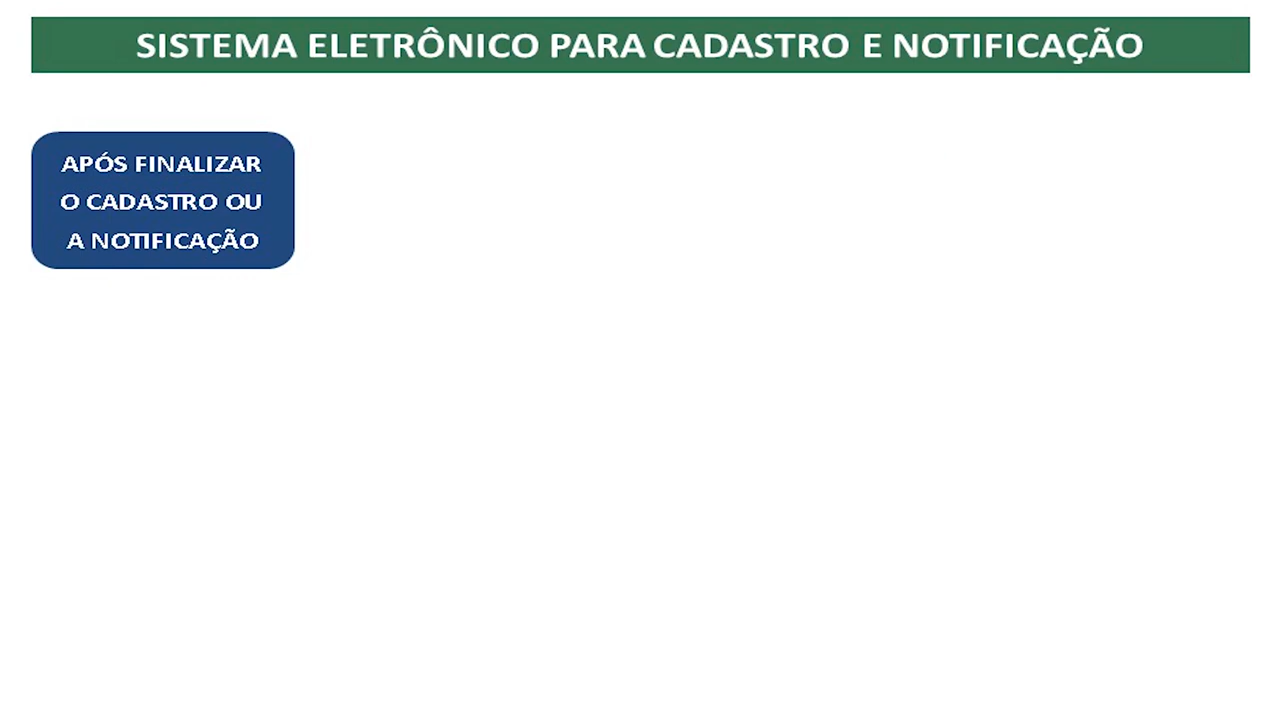 SISTEMA ELETRÔNICO PARA CADASTRO E NOTIFICAÇÃO
APÓS FINALIZAR
O CADASTRO OU
A NOTIFICAÇÃO